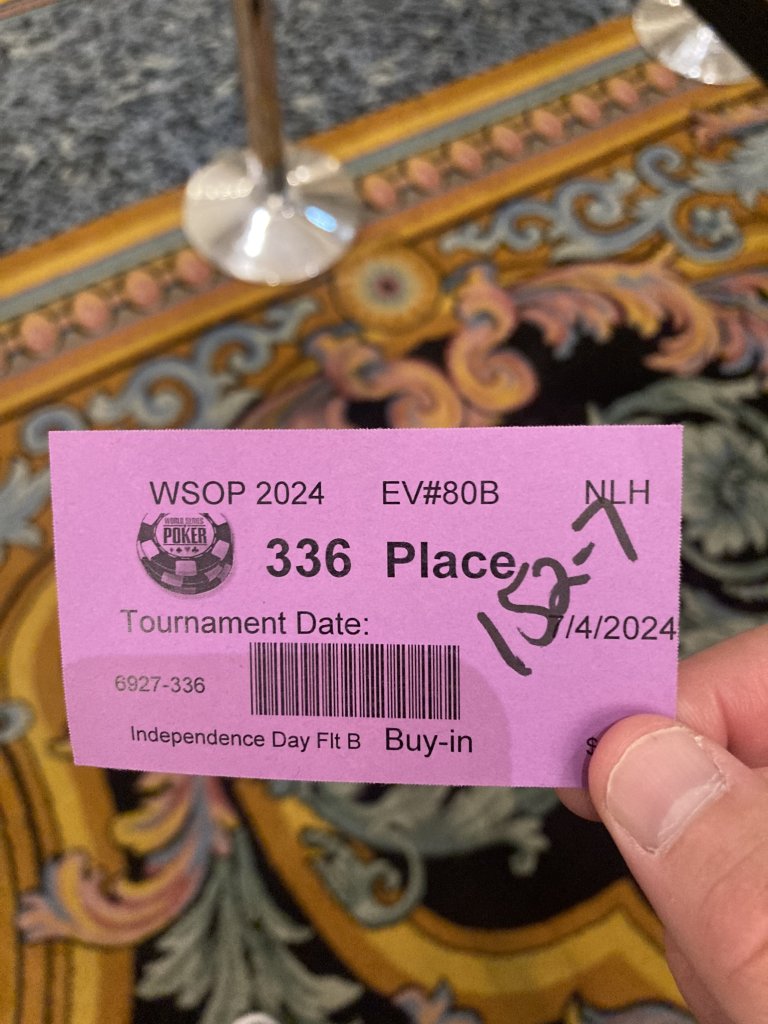 WSOP 2024 EV#80B NLH
WORLD SERIES
POKER
336 Place
152-7
Tournament Date:
7/4/2024
6927-336
Independence Day Flt B Buy-in $